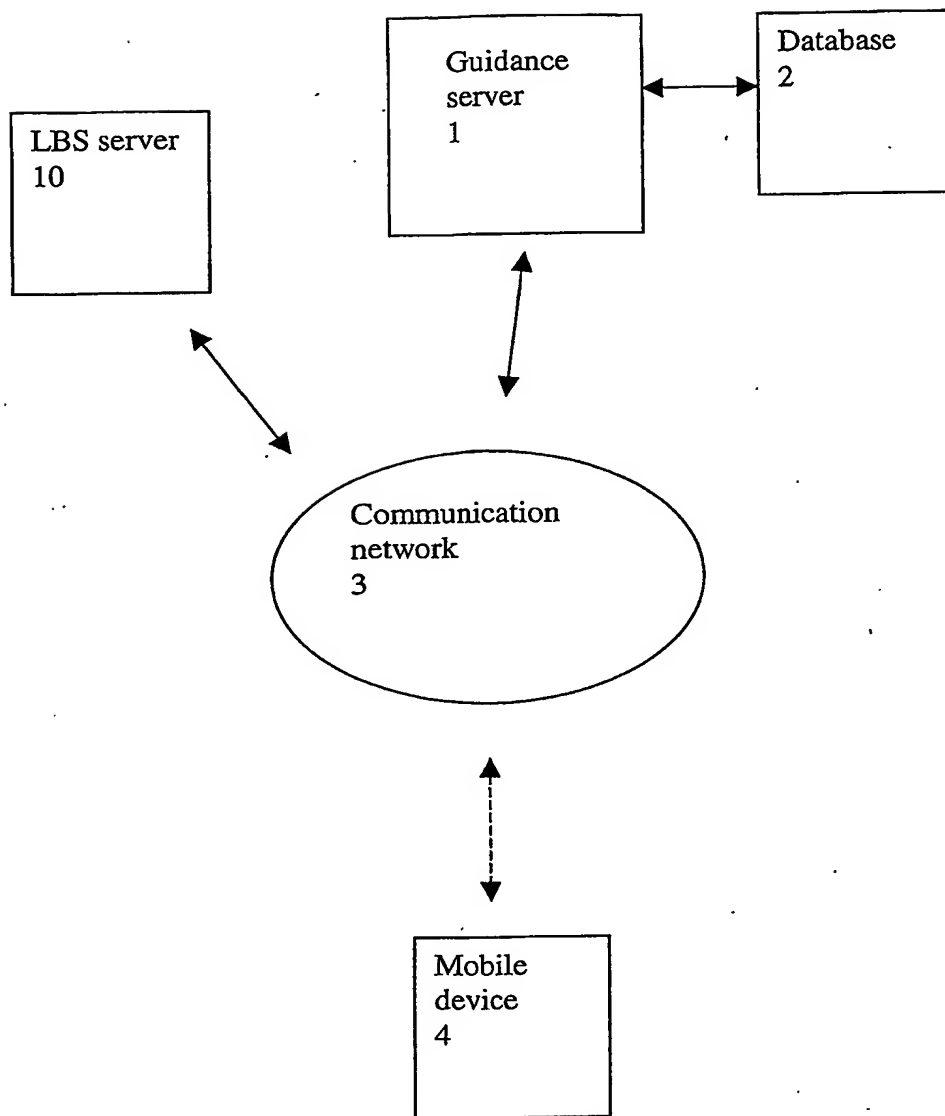 Guidance
server
1
Database
2
LBS server
10
Communication
network
3
Mobile
device
4